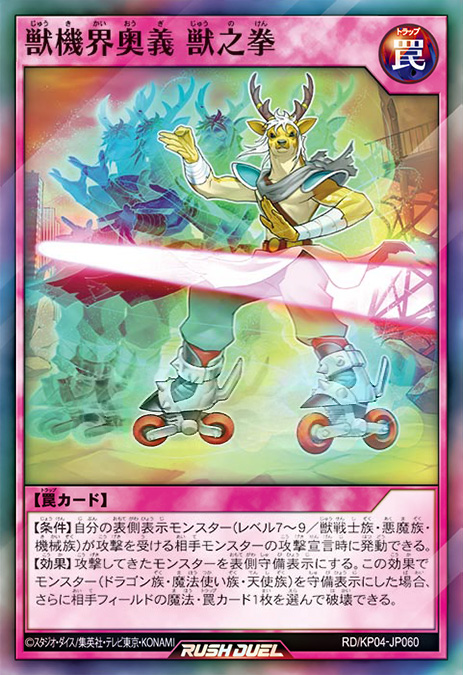 獣機界奥義 獣之拳
トラップ
罠
【罠カード】
【条件】自分の表側表示モンスター(レベル7~9/獣戦士族・悪魔族・
機械族)が攻撃を受ける相手モンスターの攻撃宣言時に発動できる。
【効果】攻撃してきたモンスターを表側守備表示にする。この効果で
モンスター(ドラゴン族・魔法使い族・天使族)を守備表示にした場合、
さらに相手フィールドの魔法・罠カード1枚を選んで破壊できる。
©スタジオ・ダイス/集英社・テレビ東京・KONAMI
RUSH DUEL
RD/KP04-JP060